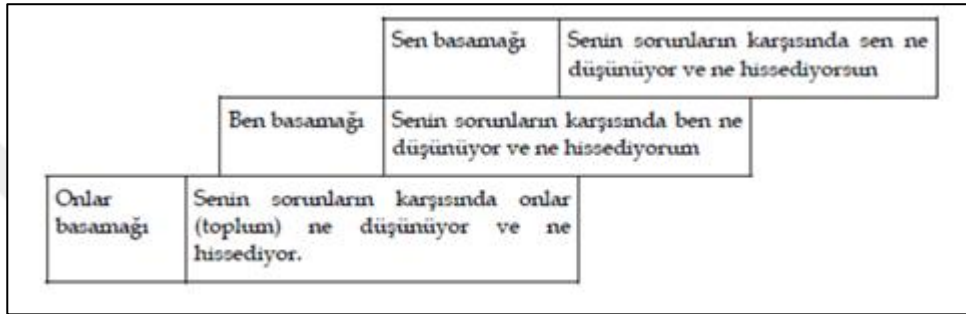 Sen basamağı
Senin sorunların karşısında sen ne
düşünüyor ve ne hissediyorsun
Ben basamağı
Senin sorunların karşısında ben ne
düşünüyor ve ne hissediyorum
Onlar
basamağı
Senin sorunların karşısında onlar
(toplum) ne düşünüyor ve ne
hissediyor.